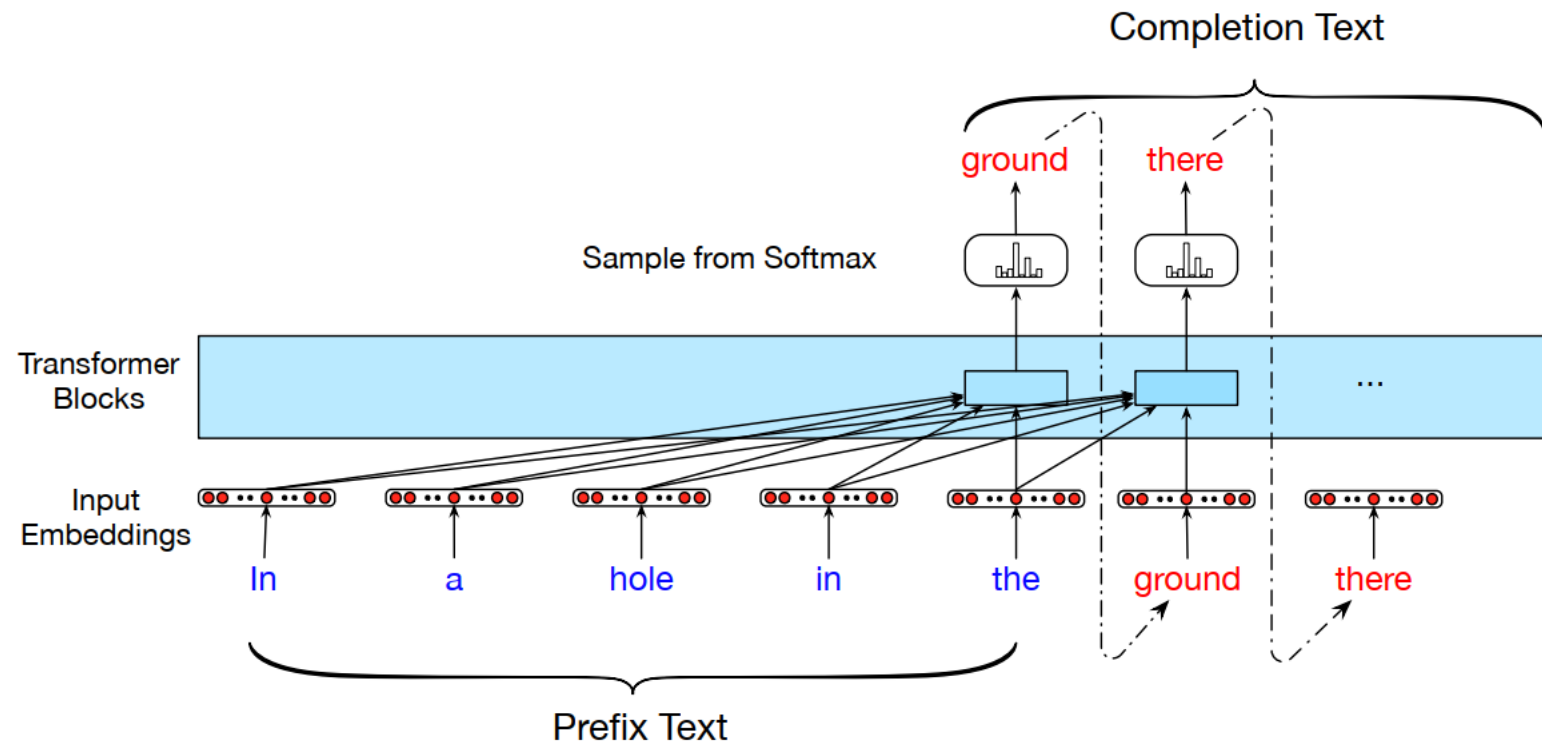 Completion Text
ground there
Sample from Softmax
Transformer
Blocks
...
Input
Embeddings
In a hole in the ground there
Prefix Text